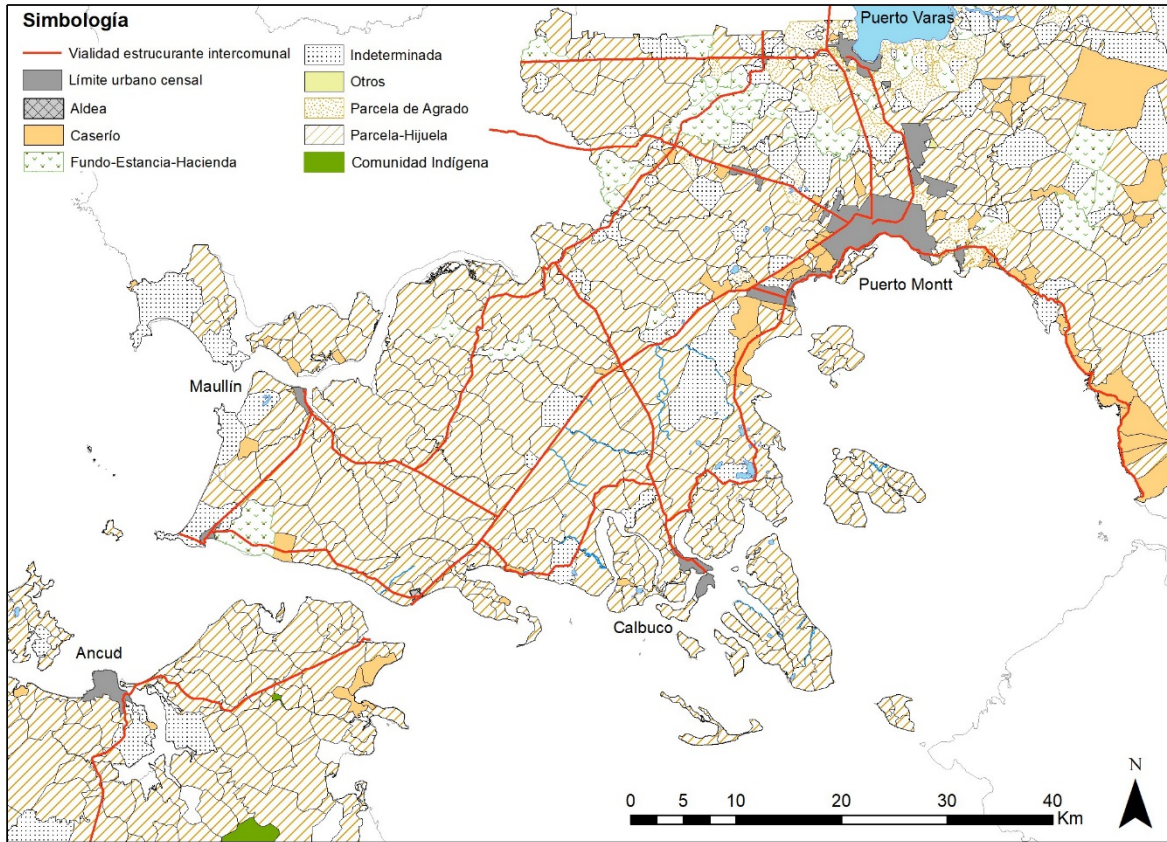 Simbología
Vialidad estrucurante intercomunal
Límite urbano censal
Aldea
Caserío
Fundo-Estancia-Hacienda
Indeterminada
Otros
Parcela de Agrado
Parcela-Hijuela
Comunidad Indígena
Puerto Varas
Puerto Montt
Maullín
Calbuco
Ancud
N
0 5 10 20 30 40
Km